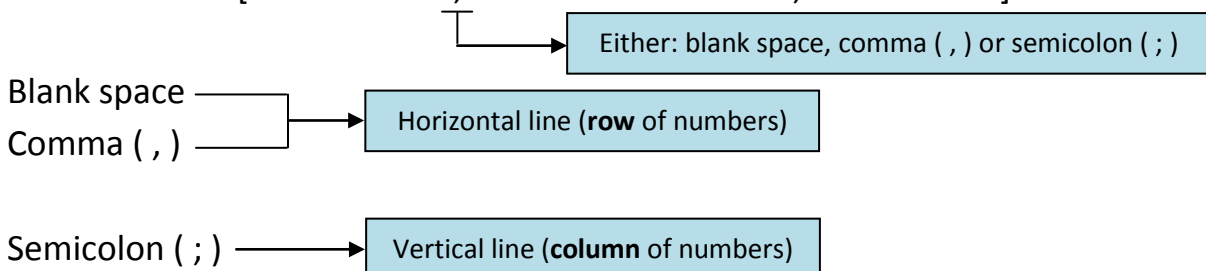 Either: blank space, comma ( , ) or semicolon ( ; )
Blank space
Comma ( , )
Horizontal line (row of numbers)
Semicolon ( ; )
Vertical line (column of numbers)